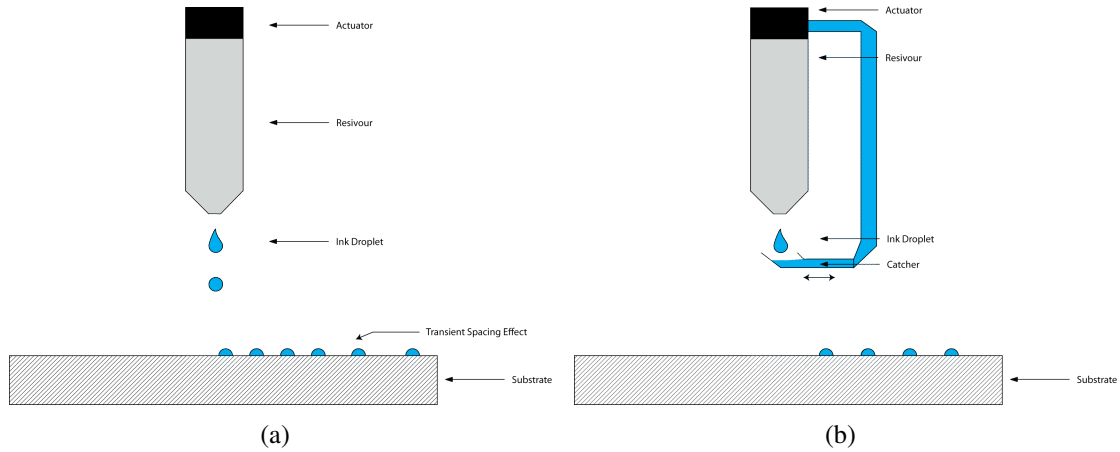 Actuator
Resivour
Ink Droplet
Transient Spacing Effect
Substrate
(a)
Actuator
Resivour
Ink Droplet
Catcher
Substrate
(b)